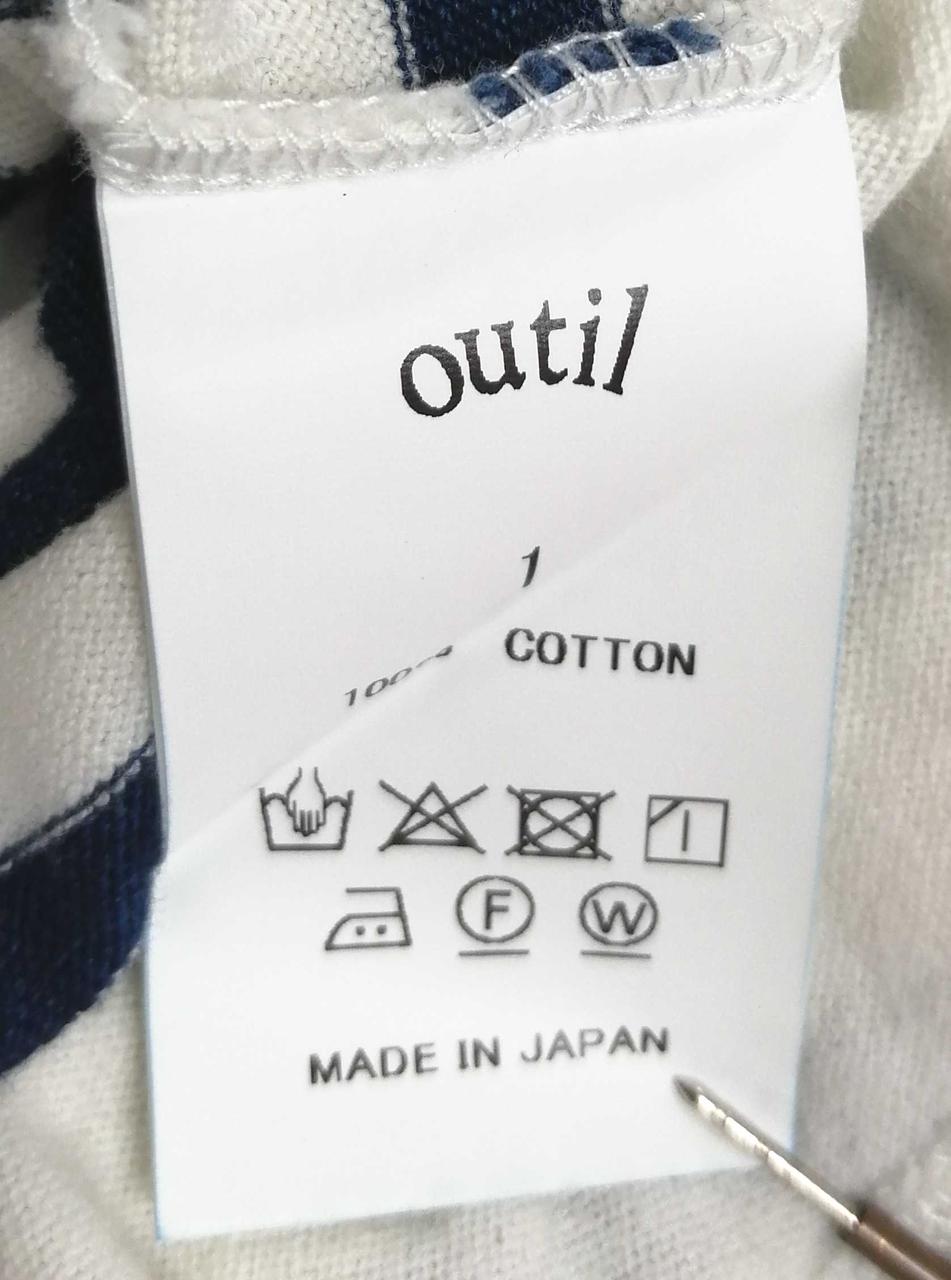 outil
1
100% COTTON
F W
MADE IN JAPAN